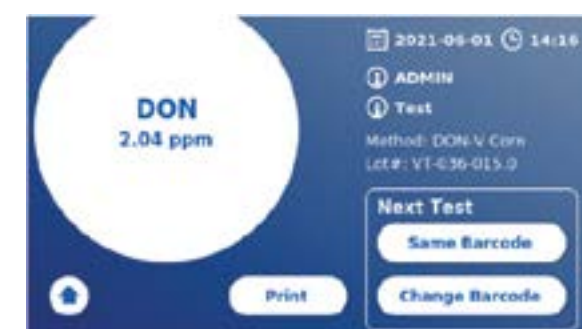 DON
2.04 ppm
2021-06-01 14:16
ADMIN
Test
Method: DON-V Corn
Lot#: VT-036-015.0
Next Test
Same Barcode
Change Barcode
Print